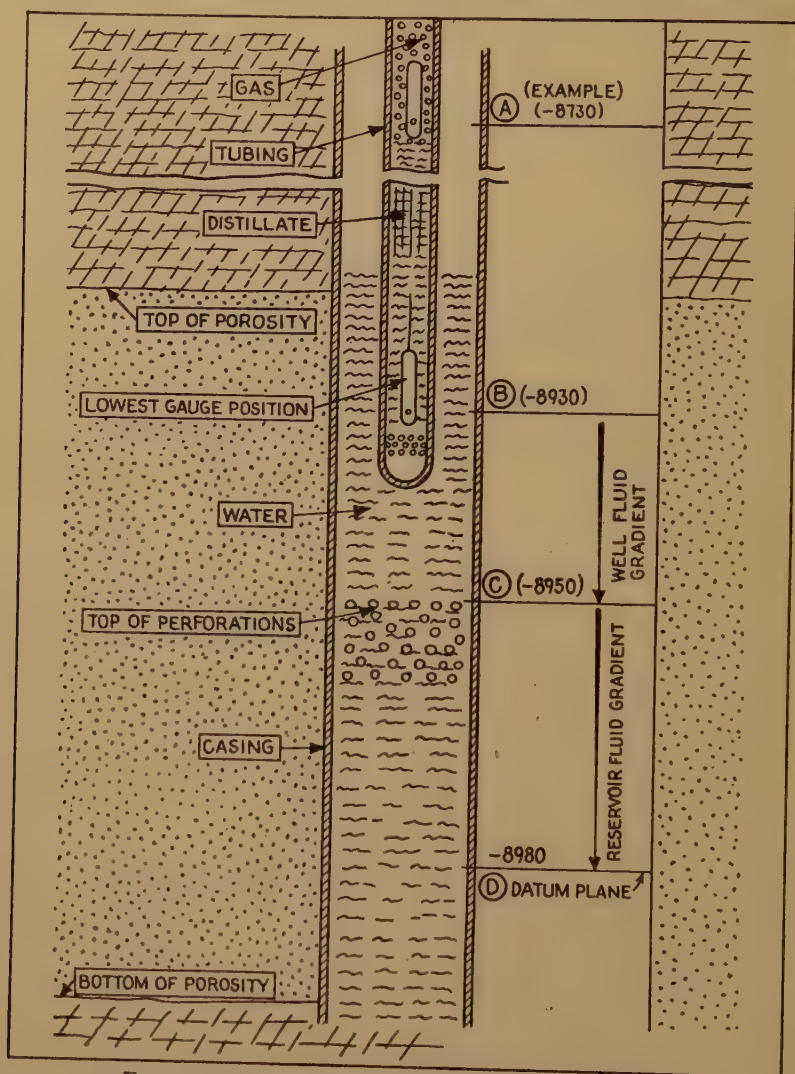 GAS
Ⓐ (EXAMPLE)
(-8730)
TUBING
DISTILLATE
TOP OF POROSITY
LOWEST GAUGE POSITION
Ⓑ (-8930)
WATER
WELL FLUID
GRADIENT
Ⓒ (-8950)
TOP OF PERFORATIONS
RESERVOIR FLUID GRADIENT
CASING
-8980
Ⓓ DATUM PLANE
BOTTOM OF POROSITY